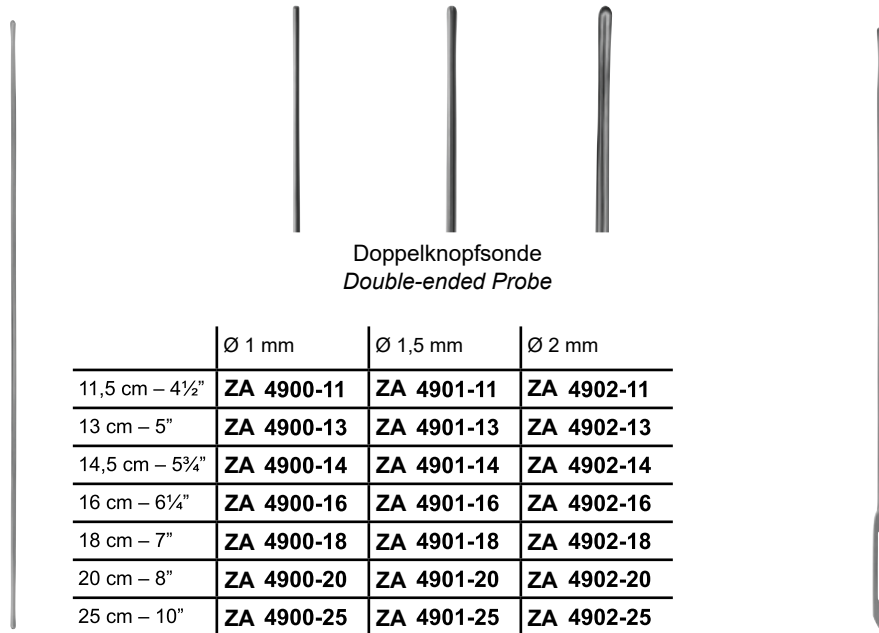 Doppelknopfsonde
Double-ended Probe
Ø 1 mm Ø 1,5 mm Ø 2 mm
11,5 cm – 4½” ZA 4900-11 ZA 4901-11 ZA 4902-11
13 cm – 5” ZA 4900-13 ZA 4901-13 ZA 4902-13
14,5 cm – 5¾” ZA 4900-14 ZA 4901-14 ZA 4902-14
16 cm – 6¼” ZA 4900-16 ZA 4901-16 ZA 4902-16
18 cm – 7” ZA 4900-18 ZA 4901-18 ZA 4902-18
20 cm – 8” ZA 4900-20 ZA 4901-20 ZA 4902-20
25 cm – 10” ZA 4900-25 ZA 4901-25 ZA 4902-25